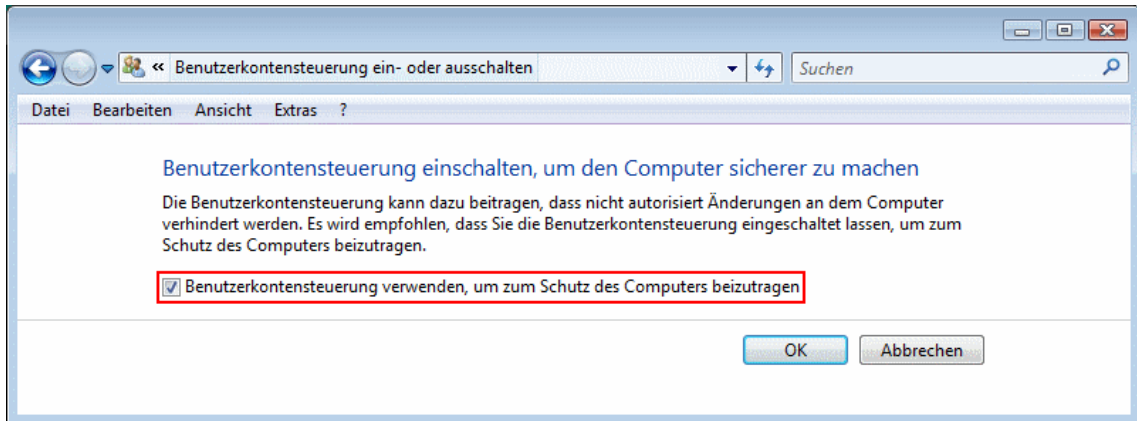 « Benutzerkontensteuerung ein- oder ausschalten Suchen
Datei Bearbeiten Ansicht Extras ?
Benutzerkontensteuerung einschalten, um den Computer sicherer zu machen
Die Benutzerkontensteuerung kann dazu beitragen, dass nicht autorisiert Änderungen an dem Computer
verhindert werden. Es wird empfohlen, dass Sie die Benutzerkontensteuerung eingeschaltet lassen, um zum
Schutz des Computers beizutragen.
Benutzerkontensteuerung verwenden, um zum Schutz des Computers beizutragen
OK Abbrechen